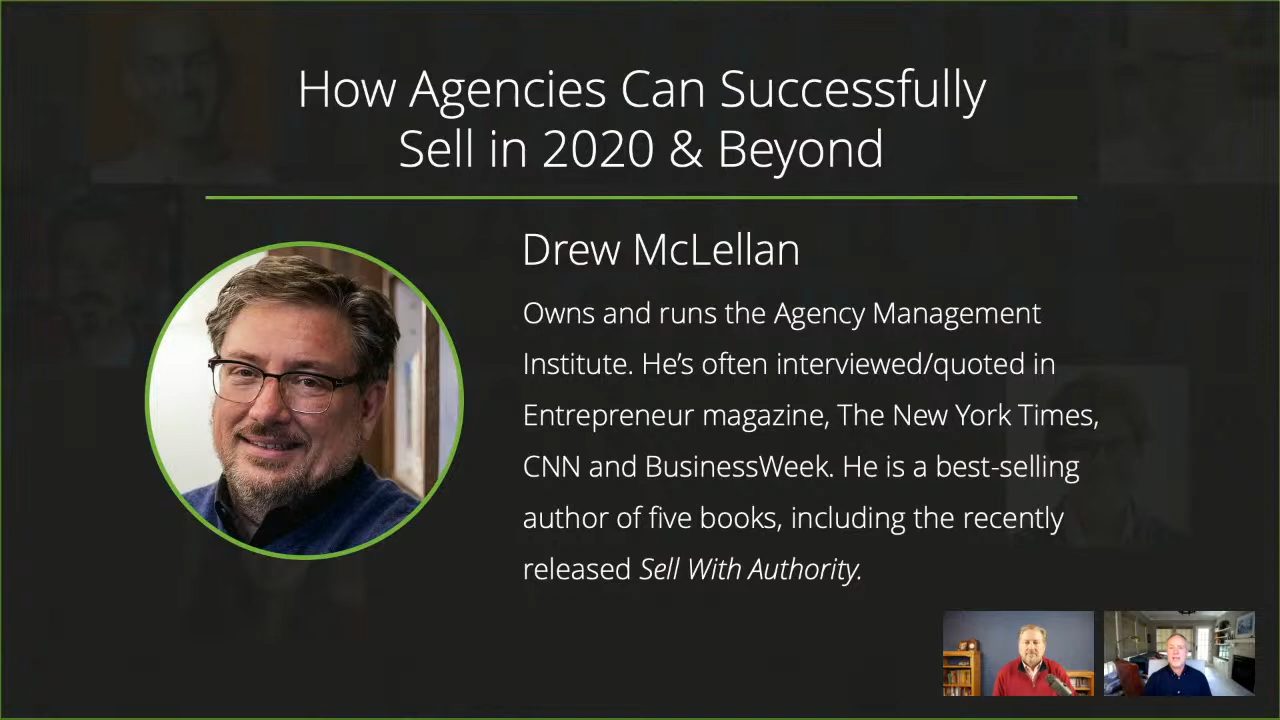 How Agencies Can Successfully
Sell in 2020 & Beyond
Drew McLellan
Owns and runs the Agency Management
Institute. He’s often interviewed/quoted in
Entrepreneur magazine, The New York Times,
CNN and BusinessWeek. He is a best-selling
author of five books, including the recently
released Sell With Authority.